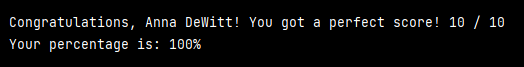 Congratulations, Anna DeWitt! You got a perfect score! 10 / 10
Your percentage is: 100%